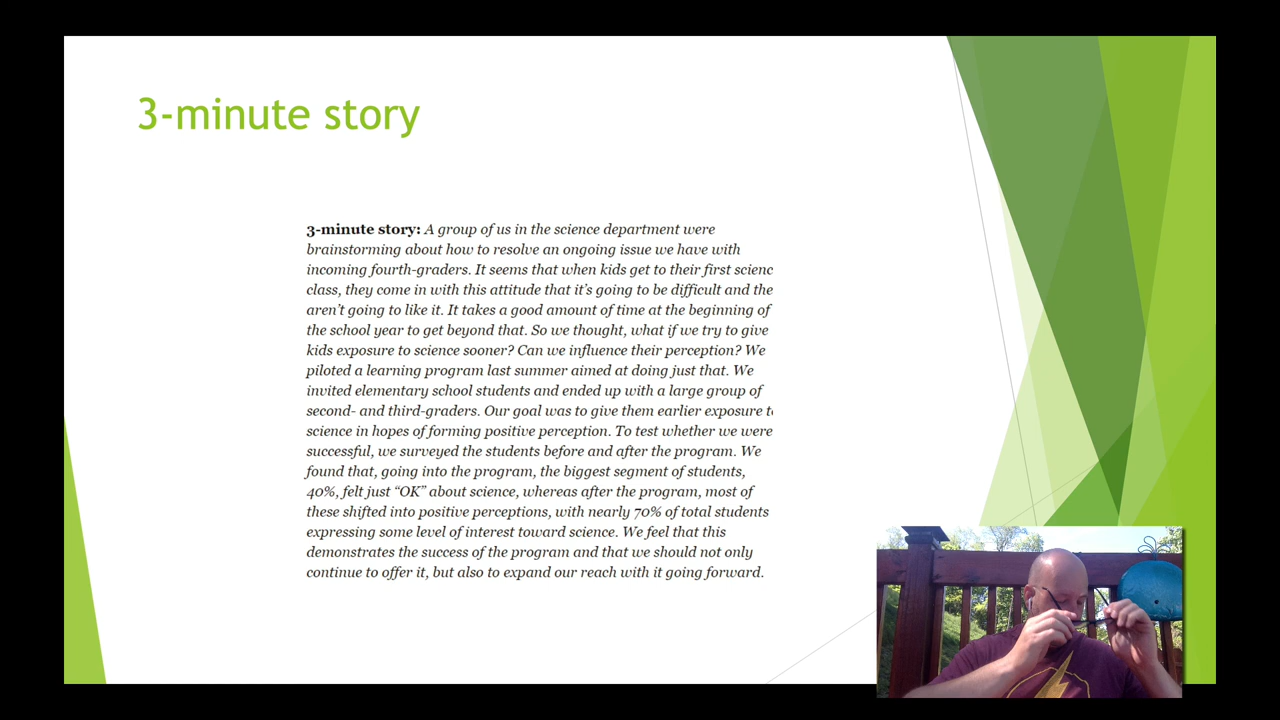 3-minute story
3-minute story: A group of us in the science department were
brainstorming about how to resolve an ongoing issue we have with
incoming fourth-graders. It seems that when kids get to their first scienc
class, they come in with this attitude that it's going to be difficult and the
aren't going to like it. It takes a good amount of time at the beginning of
the school year to get beyond that. So we thought, what if we try to give
kids exposure to science sooner? Can we influence their perception? We
piloted a learning program last summer aimed at doing just that. We
invited elementary school students and ended up with a large group of
second- and third-graders. Our goal was to give them earlier exposure t
science in hopes of forming positive perception. To test whether we were
successful, we surveyed the students before and after the program. We
found that, going into the program, the biggest segment of students,
40%, felt just “OK” about science, whereas after the program, most of
these shifted into positive perceptions, with nearly 70% of total students
expressing some level of interest toward science. We feel that this
demonstrates the success of the program and that we should not only
continue to offer it, but also to expand our reach with it going forward.